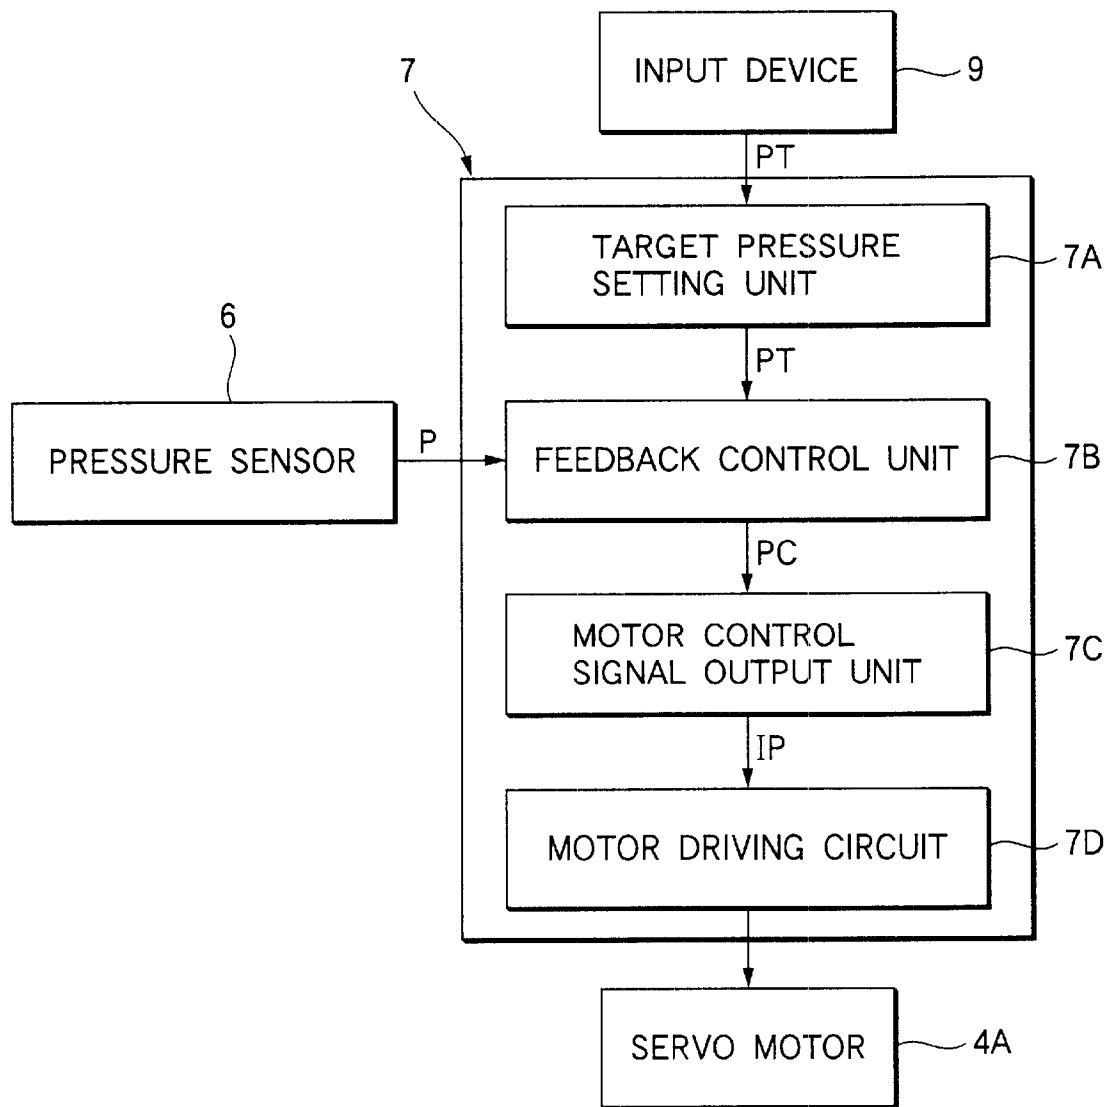 INPUT DEVICE
9
7
PT
TARGET PRESSURE
SETTING UNIT
7A
PT
6
PRESSURE SENSOR
P
FEEDBACK CONTROL UNIT
7B
PC
MOTOR CONTROL
SIGNAL OUTPUT UNIT
7C
IP
MOTOR DRIVING CIRCUIT
7D
SERVO MOTOR
4A